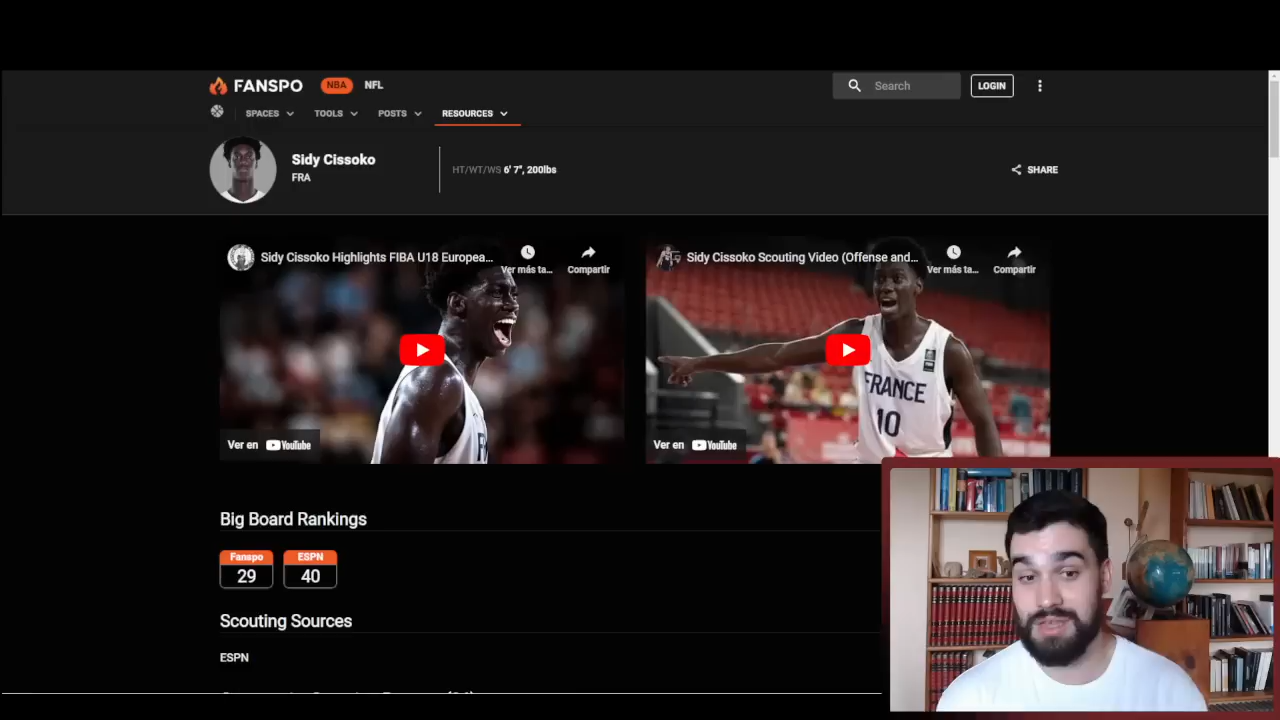 FANSPO NBA NFL Search LOGIN
SPACES TOOLS POSTS RESOURCES
Sidy Cissoko
FRA
HT/WT/WS 6' 7", 200lbs
SHARE
Sidy Cissoko Highlights FIBA U18 Europea...
Ver más ta...
Compartir
Ver en YouTube
Sidy Cissoko Scouting Video (Offense and...
Ver más ta...
Compartir
FRANCE
10
Ver en YouTube
Big Board Rankings
Fanspo ESPN
29 40
Scouting Sources
ESPN